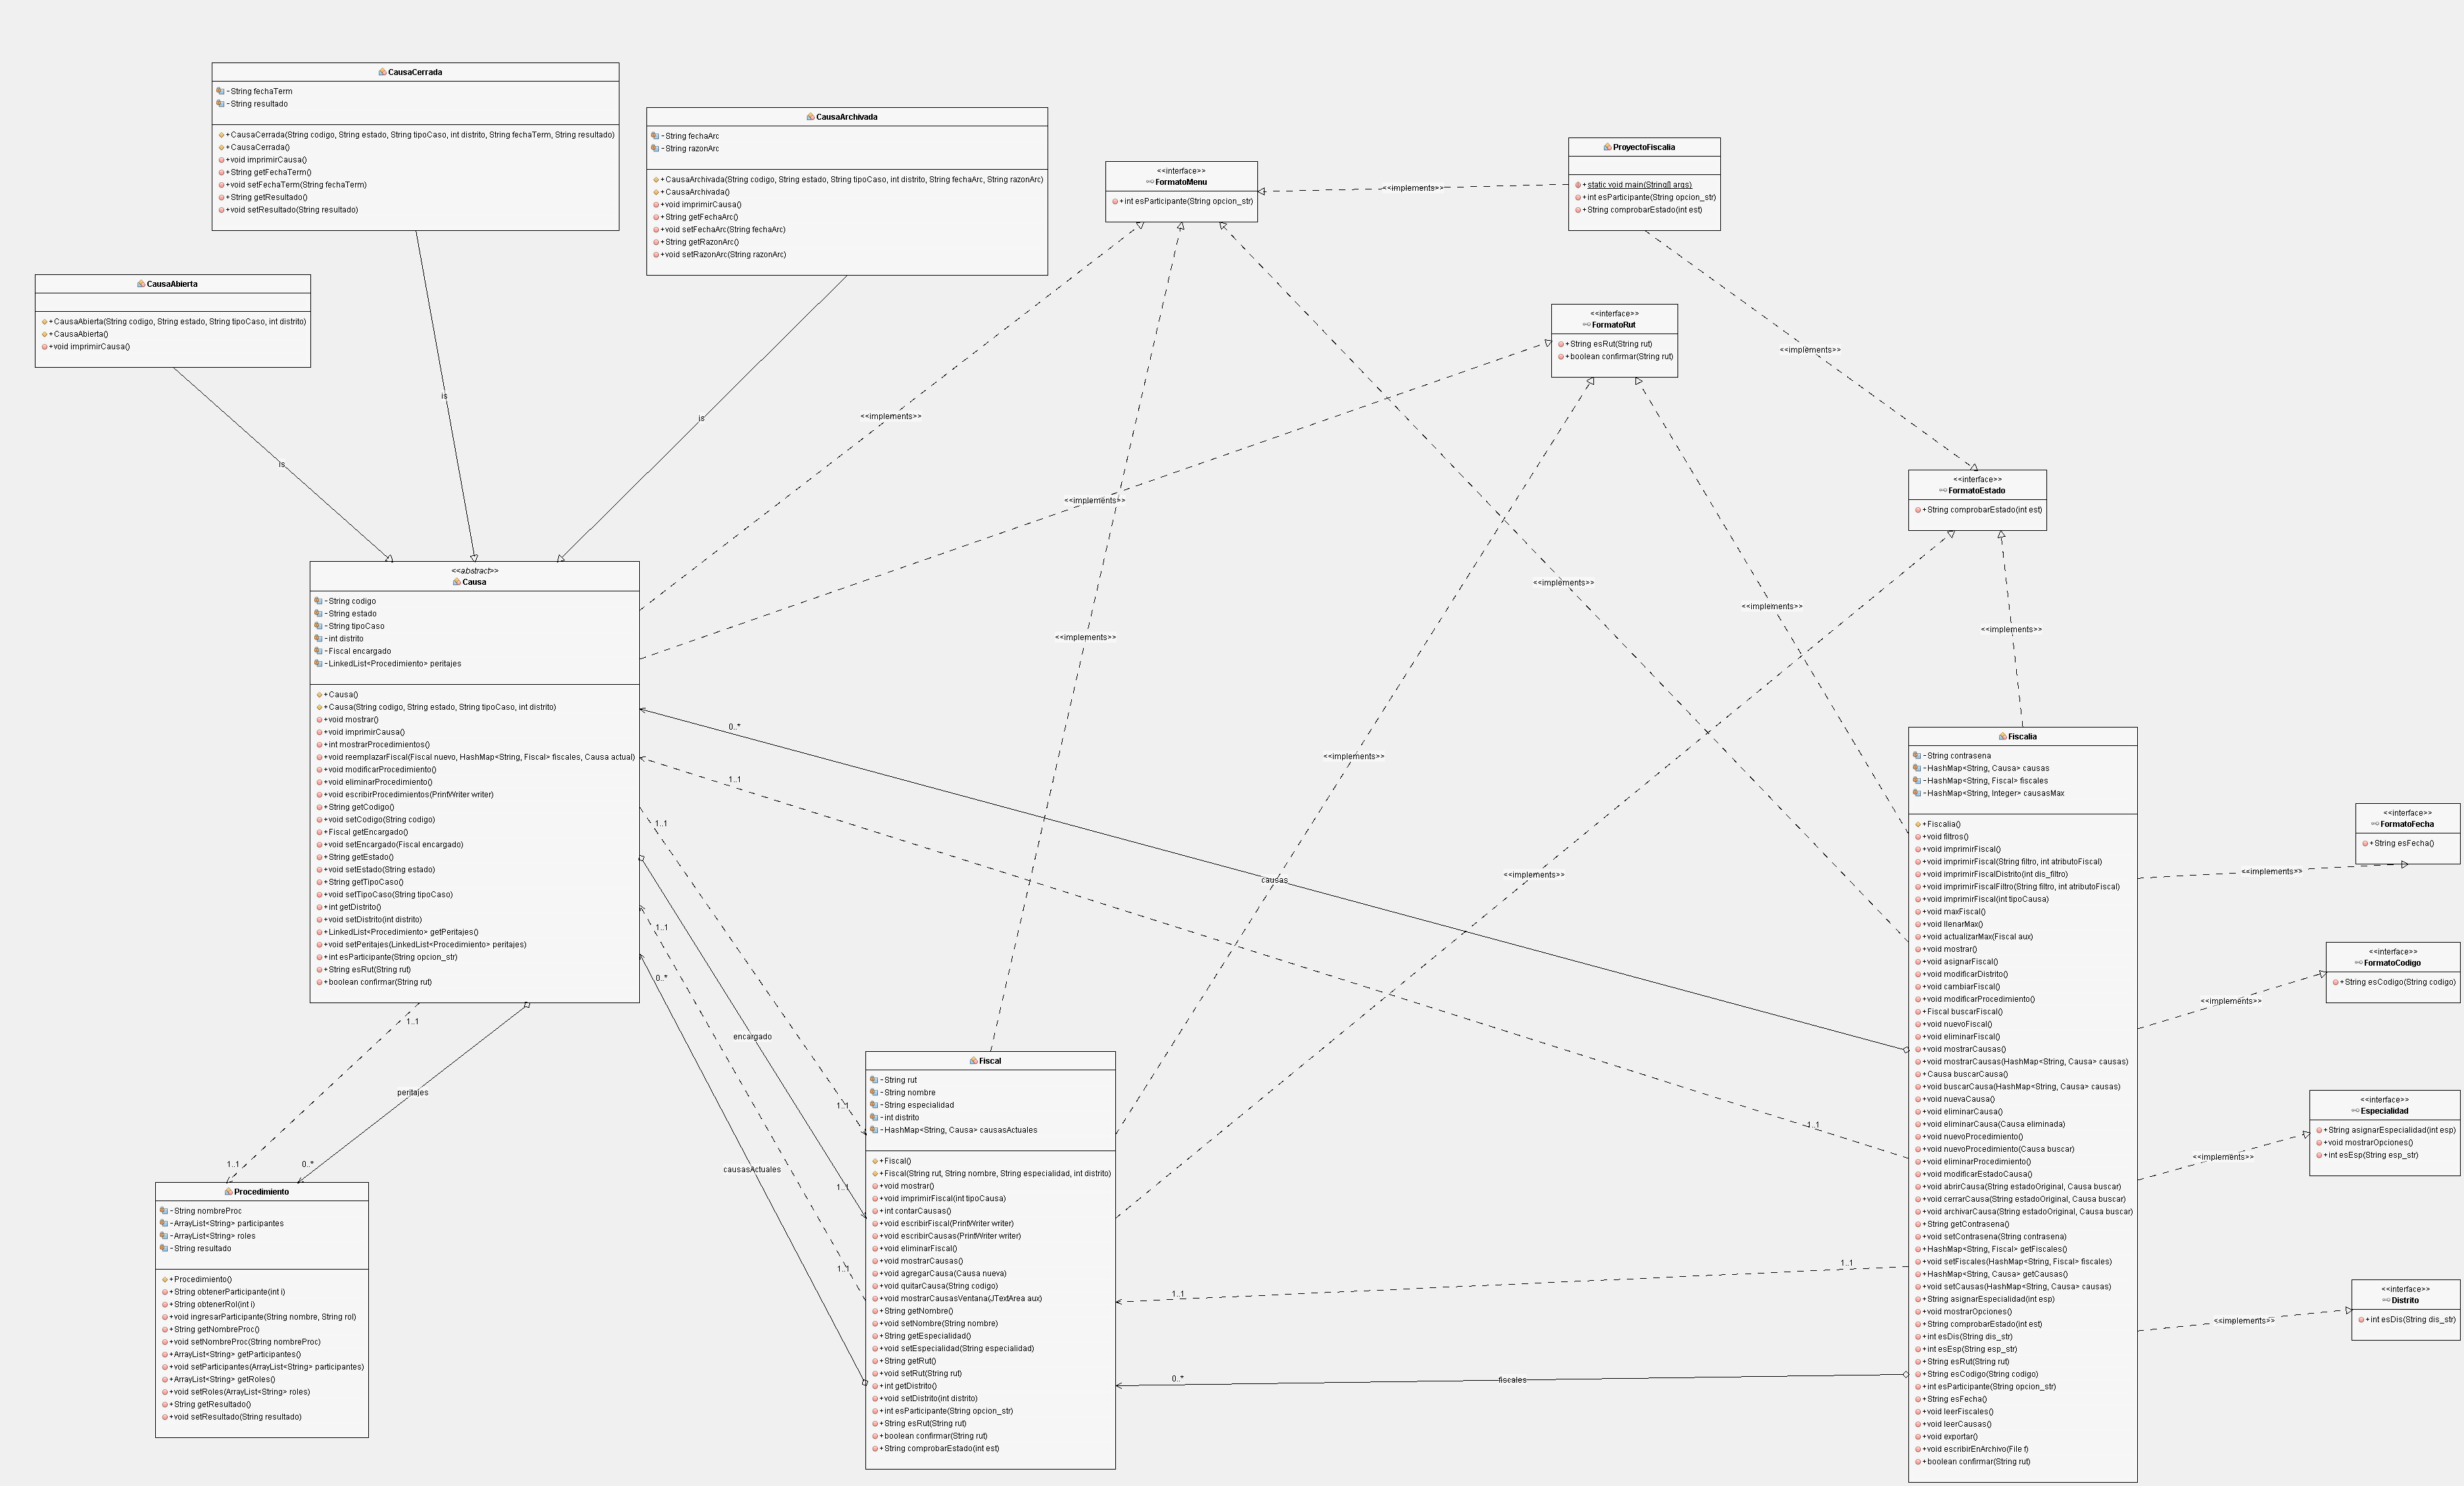 CausaCerrada
-String fechaTerm
-String resultado
+CausaCerrada(String codigo, String estado, String tipoCaso, int distrito, String fechaTerm, String resultado)
+CausaCerrada()
+void imprimirCausa()
+String getFechaTerm()
+void setFechaTerm(String fechaTerm)
+String getResultado()
+void setResultado(String resultado)
CausaArchivada
-String fechaArc
-String razonArc
+CausaArchivada(String codigo, String estado, String tipoCaso, int distrito, String fechaArc, String razonArc)
+CausaArchivada()
+void imprimirCausa()
+String getFechaArc()
+void setFechaArc(String fechaArc)
+String getRazonArc()
+void setRazonArc(String razonArc)
<<interface>>
FormatoMenu
+int esParticipante(String opcion_str)
<<implements>>
ProyectoFiscalia
+static void main(String[] args)
+int esParticipante(String opcion_str)
+String comprobarEstado(int est)
CausaAbierta
+CausaAbierta(String codigo, String estado, String tipoCaso, int distrito)
+CausaAbierta()
+void imprimirCausa()
<<interface>>
FormatoRut
+String esRut(String rut)
+boolean confirmar(String rut)
<<implements>>
is
is
is
<<implements>>
<<implements>>
<<interface>>
FormatoEstado
+String comprobarEstado(int est)
<<implements>>
<<implements>>
<<implements>>
<<implements>>
<<abstract>>
Causa
-String codigo
-String estado
-String tipoCaso
-int distrito
-Fiscal encargado
-LinkedList<Procedimiento> peritajes
+Causa()
+Causa(String codigo, String estado, String tipoCaso, int distrito)
+void mostrar()
+void imprimirCausa()
+int mostrarProcedimientos()
+void reemplazarFiscal(Fiscal nuevo, HashMap<String, Fiscal> fiscales, Causa actual)
+void modificarProcedimiento()
+void eliminarProcedimiento()
+void escribirProcedimientos(PrintWriter writer)
+String getCodigo()
+void setCodigo(String codigo)
+Fiscal getEncargado()
+void setEncargado(Fiscal encargado)
+String getEstado()
+void setEstado(String estado)
+String getTipoCaso()
+void setTipoCaso(String tipoCaso)
+int getDistrito()
+void setDistrito(int distrito)
+LinkedList<Procedimiento> getPeritajes()
+void setPeritajes(LinkedList<Procedimiento> peritajes)
+int esParticipante(String opcion_str)
+String esRut(String rut)
+boolean confirmar(String rut)
0..*
1..1
1..1
1..1
0..*
<<implements>>
<<implements>>
causas
encargado
causasActuales
1..1
1..1
1..1
1..1
1..1
peritajes
1..1
0..*
Procedimiento
-String nombreProc
-ArrayList<String> participantes
-ArrayList<String> roles
-String resultado
+Procedimiento()
+String obtenerParticipante(int i)
+String obtenerRol(int i)
+void ingresarParticipante(String nombre, String rol)
+String getNombreProc()
+void setNombreProc(String nombreProc)
+ArrayList<String> getParticipantes()
+void setParticipantes(ArrayList<String> participantes)
+ArrayList<String> getRoles()
+void setRoles(ArrayList<String> roles)
+String getResultado()
+void setResultado(String resultado)
Fiscal
-String rut
-String nombre
-String especialidad
-int distrito
-HashMap<String, Causa> causasActuales
+Fiscal()
+Fiscal(String rut, String nombre, String especialidad, int distrito)
+void mostrar()
+void imprimirFiscal(int tipoCausa)
+int contarCausas()
+void escribirFiscal(PrintWriter writer)
+void escribirCausas(PrintWriter writer)
+void eliminarFiscal()
+void mostrarCausas()
+void agregarCausa(Causa nueva)
+void quitarCausa(String codigo)
+void mostrarCausasVentana(JTextArea aux)
+String getNombre()
+void setNombre(String nombre)
+String getEspecialidad()
+void setEspecialidad(String especialidad)
+String getRut()
+void setRut(String rut)
+int getDistrito()
+void setDistrito(int distrito)
+int esParticipante(String opcion_str)
+String esRut(String rut)
+boolean confirmar(String rut)
+String comprobarEstado(int est)
1..1
1..1
0..*
fiscales
Fiscalia
-String contrasena
-HashMap<String, Causa> causas
-HashMap<String, Fiscal> fiscales
-HashMap<String, Integer> causasMax
+Fiscalia()
+void filtros()
+void imprimirFiscal()
+void imprimirFiscal(String filtro, int atributoFiscal)
+void imprimirFiscalDistrito(int dis_filtro)
+void imprimirFiscalFiltro(String filtro, int atributoFiscal)
+void imprimirFiscal(int tipoCausa)
+void maxFiscal()
+void llenarMax()
+void actualizarMax(Fiscal aux)
+void mostrar()
+void asignarFiscal()
+void modificarDistrito()
+void cambiarFiscal()
+void modificarProcedimiento()
+Fiscal buscarFiscal()
+void nuevoFiscal()
+void eliminarFiscal()
+void mostrarCausas()
+void mostrarCausas(HashMap<String, Causa> causas)
+Causa buscarCausa()
+void buscarCausa(HashMap<String, Causa> causas)
+void nuevaCausa()
+void eliminarCausa()
+void eliminarCausa(Causa eliminada)
+void nuevoProcedimiento()
+void nuevoProcedimiento(Causa buscar)
+void eliminarProcedimiento()
+void modificarEstadoCausa()
+void abrirCausa(String estadoOriginal, Causa buscar)
+void cerrarCausa(String estadoOriginal, Causa buscar)
+void archivarCausa(String estadoOriginal, Causa buscar)
+String getContrasena()
+void setContrasena(String contrasena)
+HashMap<String, Fiscal> getFiscales()
+void setFiscales(HashMap<String, Fiscal> fiscales)
+HashMap<String, Causa> getCausas()
+void setCausas(HashMap<String, Causa> causas)
+String asignarEspecialidad(int esp)
+void mostrarOpciones()
+String comprobarEstado(int est)
+int esDis(String dis_str)
+int esEsp(String esp_str)
+String esRut(String rut)
+String esCodigo(String codigo)
+int esParticipante(String opcion_str)
+String esFecha()
+void leerFiscales()
+void leerCausas()
+void exportar()
+void escribirEnArchivo(File f)
+boolean confirmar(String rut)
<<interface>>
FormatoFecha
+String esFecha()
<<implements>>
<<interface>>
FormatoCodigo
+String esCodigo(String codigo)
<<implements>>
<<interface>>
Especialidad
+String asignarEspecialidad(int esp)
+void mostrarOpciones()
+int esEsp(String esp_str)
<<implements>>
<<interface>>
Distrito
+int esDis(String dis_str)
<<implements>>